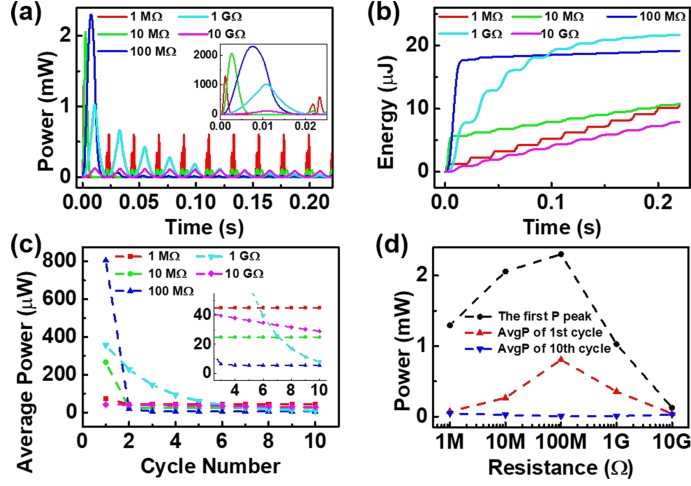 (a)
1 MΩ 1 GΩ
10 MΩ 10 GΩ
100 MΩ
Power (mW)
2
1
0
2000
1000
0
0.00 0.01 0.02
0.00 0.05 0.10 0.15 0.20
Time (s)
(b)
1 MΩ 10 MΩ 100 MΩ
1 GΩ 10 GΩ
Energy (μJ)
20
10
0
0.0 0.1 0.2
Time (s)
(c)
1 MΩ 1 GΩ
10 MΩ 10 GΩ
100 MΩ
Average Power (μW)
800
600
400
200
0
40
20
0
4 6 8 10
0 2 4 6 8 10
Cycle Number
(d)
Power (mW)
2
1
0
The first P peak
AvgP of 1st cycle
AvgP of 10th cycle
1M 10M 100M 1G 10G
Resistance (Ω)